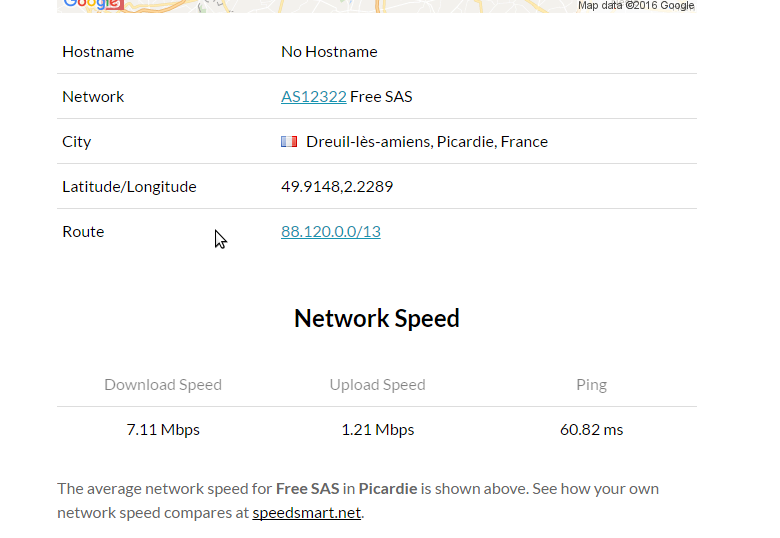 Google
Map data ©2016 Google
Hostname No Hostname
Network AS12322 Free SAS
City Dreuil-lès-amiens, Picardie, France
Latitude/Longitude 49.9148,2.2289
Route 88.120.0.0/13
Network Speed
Download Speed Upload Speed Ping
7.11 Mbps 1.21 Mbps 60.82 ms
The average network speed for Free SAS in Picardie is shown above. See how your own
network speed compares at speedsmart.net.